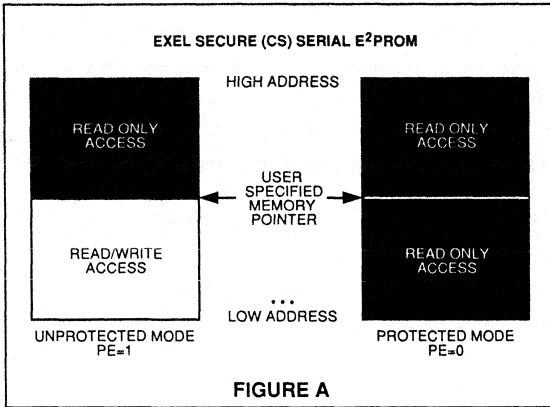 EXEL SECURE (CS) SERIAL E²PROM
HIGH ADDRESS
READ ONLY
ACCESS
READ ONLY
ACCESS
USER
SPECIFIED
MEMORY
POINTER
READ/WRITE
ACCESS
READ ONLY
ACCESS
...
LOW ADDRESS
UNPROTECTED MODE
PE=1
PROTECTED MODE
PE=0
FIGURE A